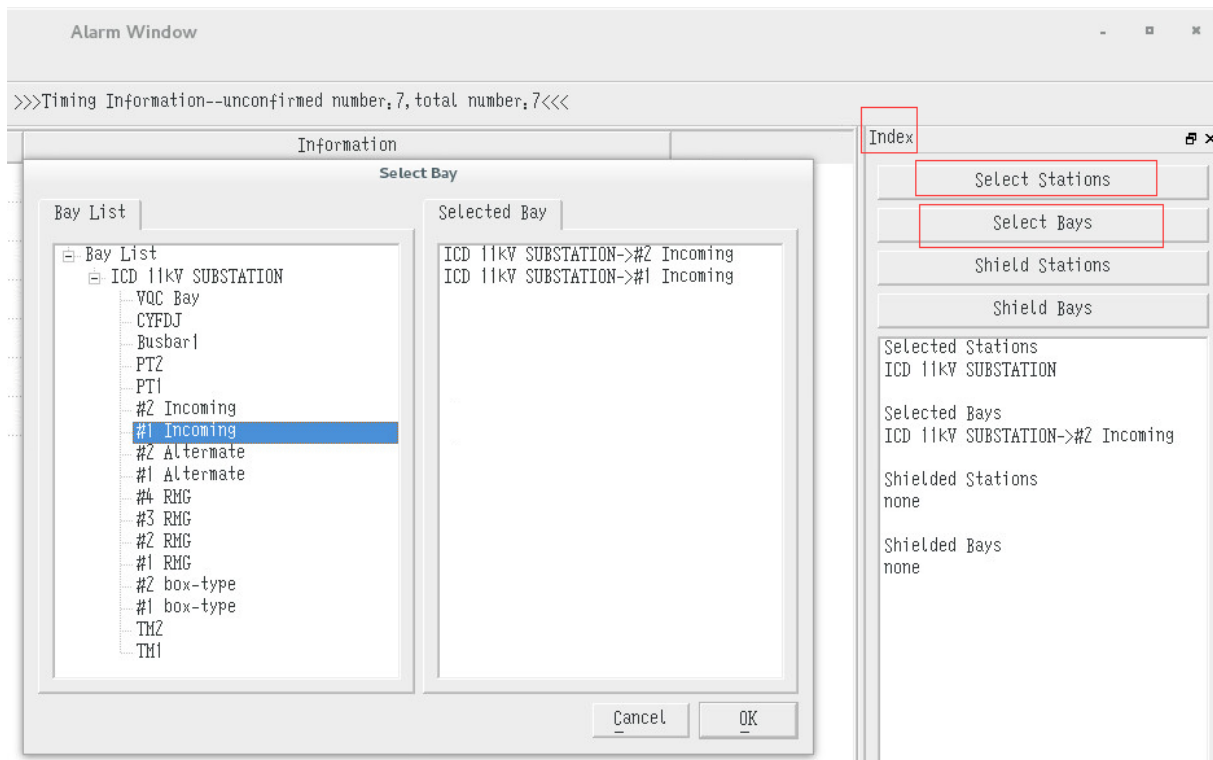 Alarm Window
>>>Timing Information--unconfirmed number:7,total number:7<<<
Information
Select Bay
Bay List
Bay List
ICD 11KV SUBSTATION
VQC Bay
CYFDJ
Busbar1
PT2
PT1
#2 Incoming
#1 Incoming
#2 Alternate
#1 Alternate
#4 RMG
#3 RMG
#2 RMG
#1 RMG
#2 box-type
#1 box-type
TM2
TM1
Selected Bay
ICD 11KV SUBSTATION->#2 Incoming
ICD 11KV SUBSTATION->#1 Incoming
Cancel
OK
Index
Select Stations
Select Bays
Shield Stations
Shield Bays
Selected Stations
ICD 11KV SUBSTATION
Selected Bays
ICD 11KV SUBSTATION->#2 Incoming
Shielded Stations
none
Shielded Bays
none